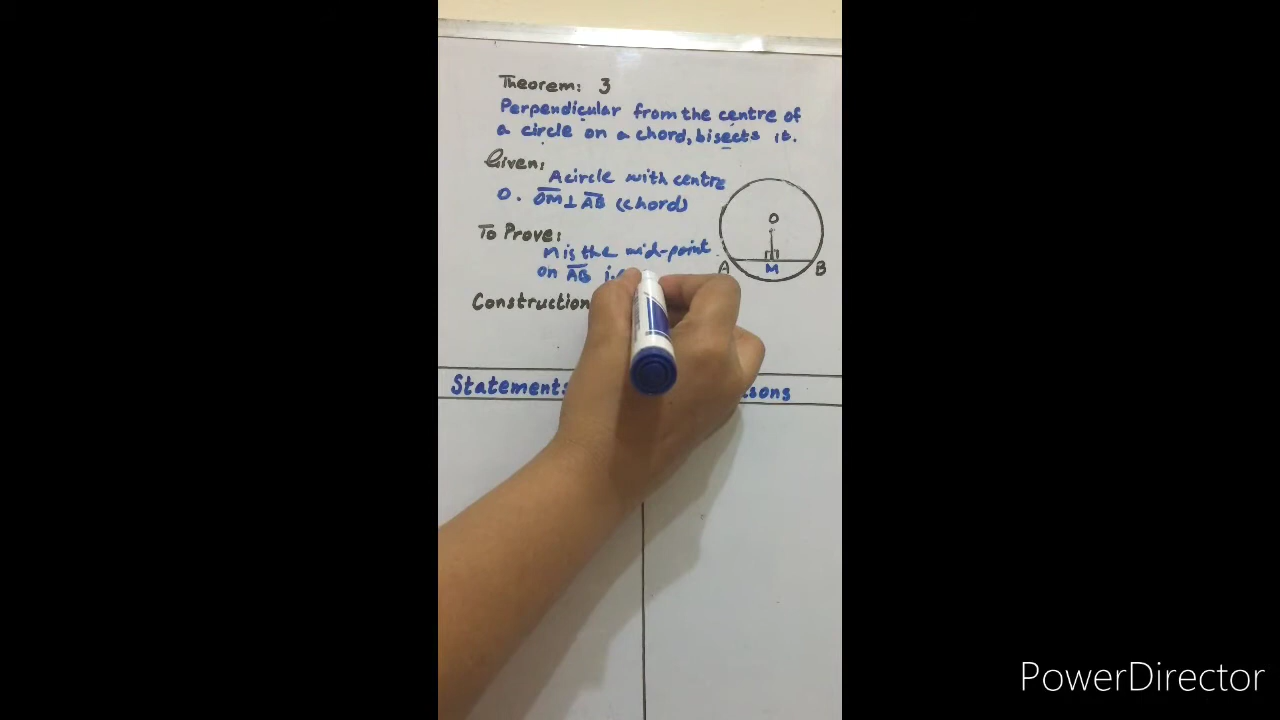 Theorem: 3
Perpendicular from the centre of
a circle on a chord, bisects it.
Given:
A circle with centre
O. OM⊥AB (chord)
To Prove:
M is the mid-point
on AB i.e
Construction
O
A M B
Statements
PowerDirector